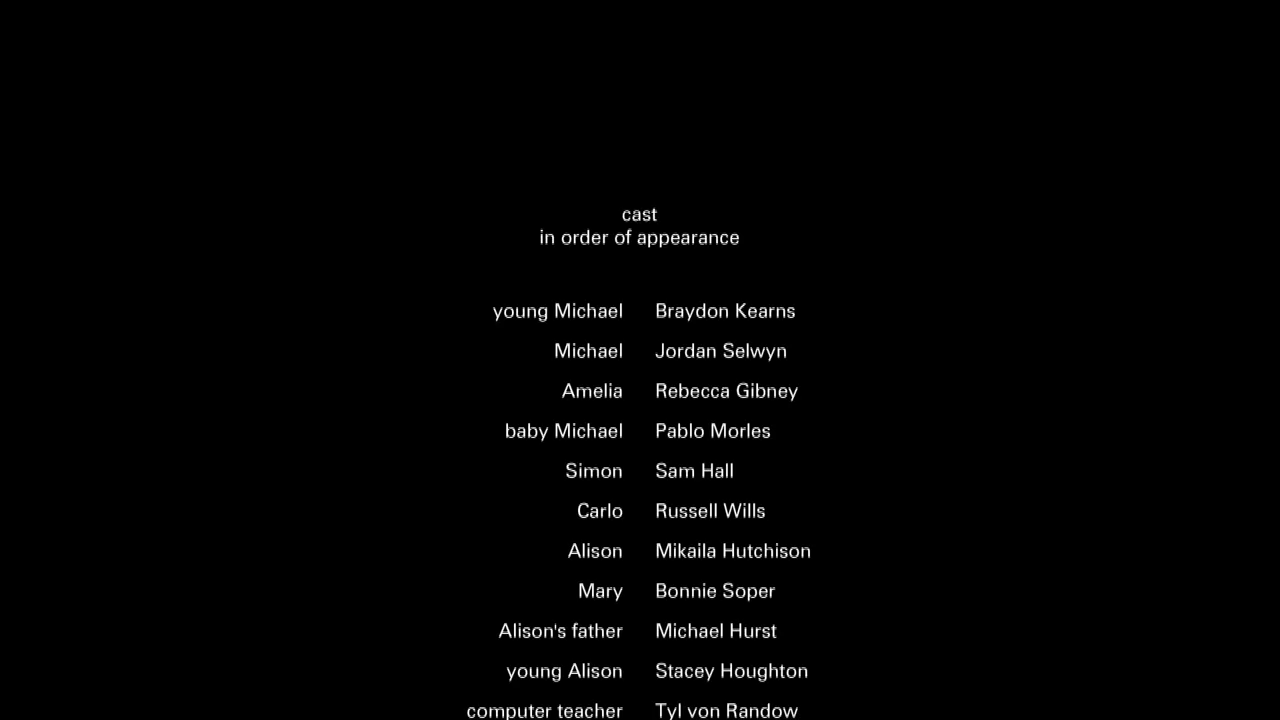 cast
in order of appearance
young Michael Braydon Kearns
Michael Jordan Selwyn
Amelia Rebecca Gibney
baby Michael Pablo Morles
Simon Sam Hall
Carlo Russell Wills
Alison Mikaila Hutchison
Mary Bonnie Soper
Alison's father Michael Hurst
young Alison Stacey Houghton
computer teacher Tyl von Randow